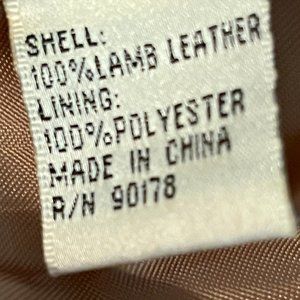 SHELL:
100%LAMB LEATHER
LINING:
100%POLYESTER
MADE IN CHINA
R/N 90178